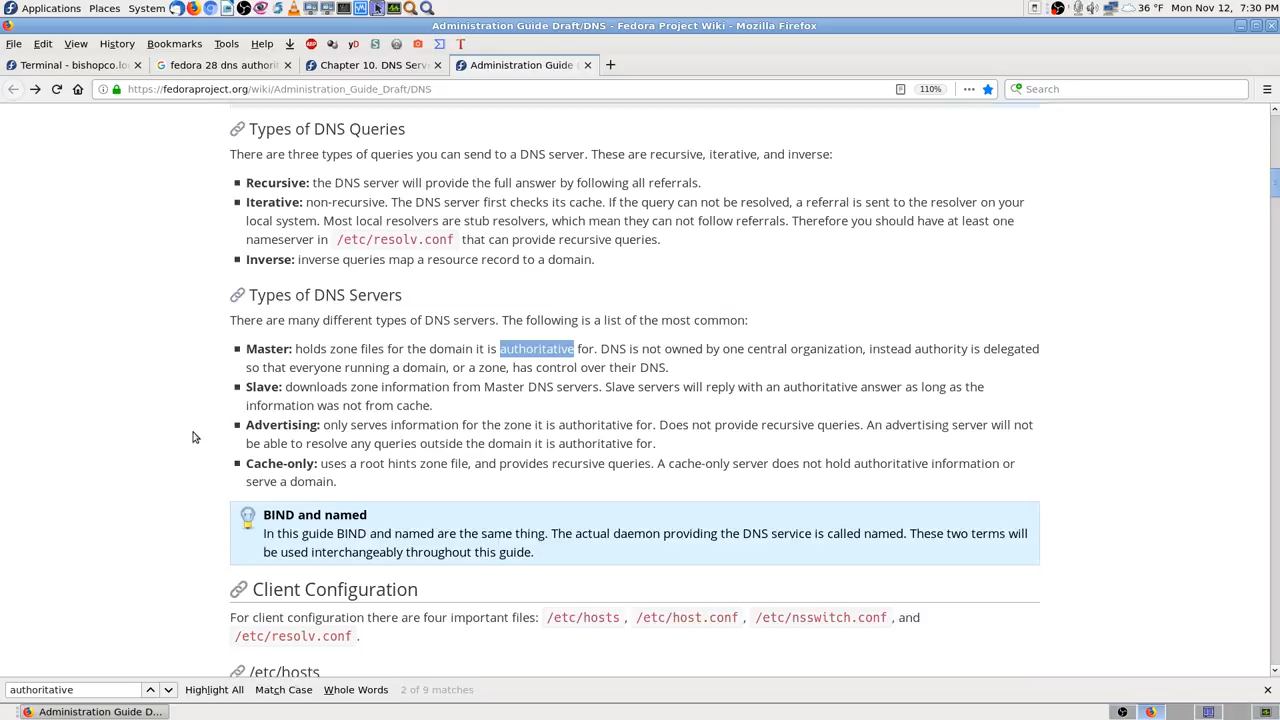 Applications Places System 36 °F Mon Nov 12, 7:30 PM
Administration Guide Draft/DNS - Fedora Project Wiki - Mozilla Firefox
File Edit View History Bookmarks Tools Help
Terminal - bishopco.lo
fedora 28 dns authorit
Chapter 10. DNS Serv
Administration Guide
https://fedoraproject.org/wiki/Administration_Guide_Draft/DNS 110% Search
Types of DNS Queries
There are three types of queries you can send to a DNS server. These are recursive, iterative, and inverse:
Recursive: the DNS server will provide the full answer by following all referrals.
Iterative: non-recursive. The DNS server first checks its cache. If the query can not be resolved, a referral is sent to the resolver on your
local system. Most local resolvers are stub resolvers, which mean they can not follow referrals. Therefore you should have at least one
nameserver in /etc/resolv.conf that can provide recursive queries.
Inverse: inverse queries map a resource record to a domain.
Types of DNS Servers
There are many different types of DNS servers. The following is a list of the most common:
Master: holds zone files for the domain it is authoritative for. DNS is not owned by one central organization, instead authority is delegated
so that everyone running a domain, or a zone, has control over their DNS.
Slave: downloads zone information from Master DNS servers. Slave servers will reply with an authoritative answer as long as the
information was not from cache.
Advertising: only serves information for the zone it is authoritative for. Does not provide recursive queries. An advertising server will not
be able to resolve any queries outside the domain it is authoritative for.
Cache-only: uses a root hints zone file, and provides recursive queries. A cache-only server does not hold authoritative information or
serve a domain.
BIND and named
In this guide BIND and named are the same thing. The actual daemon providing the DNS service is called named. These two terms will
be used interchangeably throughout this guide.
Client Configuration
For client configuration there are four important files: /etc/hosts , /etc/host.conf , /etc/nsswitch.conf , and
/etc/resolv.conf .
/etc/hosts
authoritative Highlight All Match Case Whole Words 2 of 9 matches
Administration Guide D...